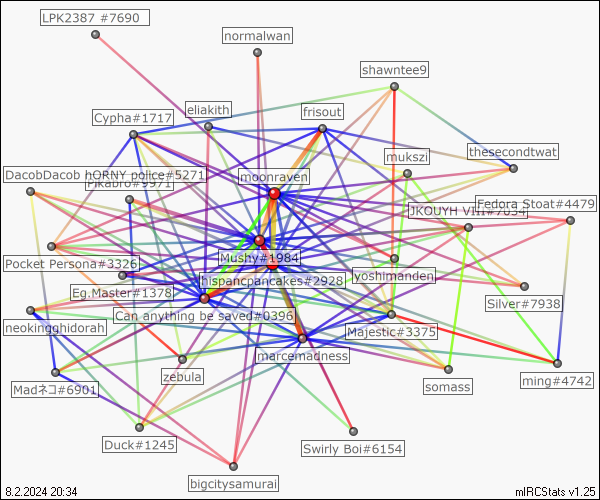 LPK2387 #7690
normalwan
shawntee9
eliakith
frisout
Cypha#1717
thesecondtwat
mukszi
DacobDacob hORNY police#5271
moonraven
Pikabro#9971
Fedora Stoat#4479
JKOUYH VIII#7034
Mushy#1984
Pocket Persona#3326
hispancpancakes#2928
yoshimanden
Eg.Master#1378
Silver#7938
Can anything be saved#0396
neokingghidorah
Majestic#3375
marcemadness
zebula
ming#4742
Madネコ#6901
somass
Duck#1245
Swirly Boi#6154
bigcitysamurai
8.2.2024 20:34
mIRCStats v1.25